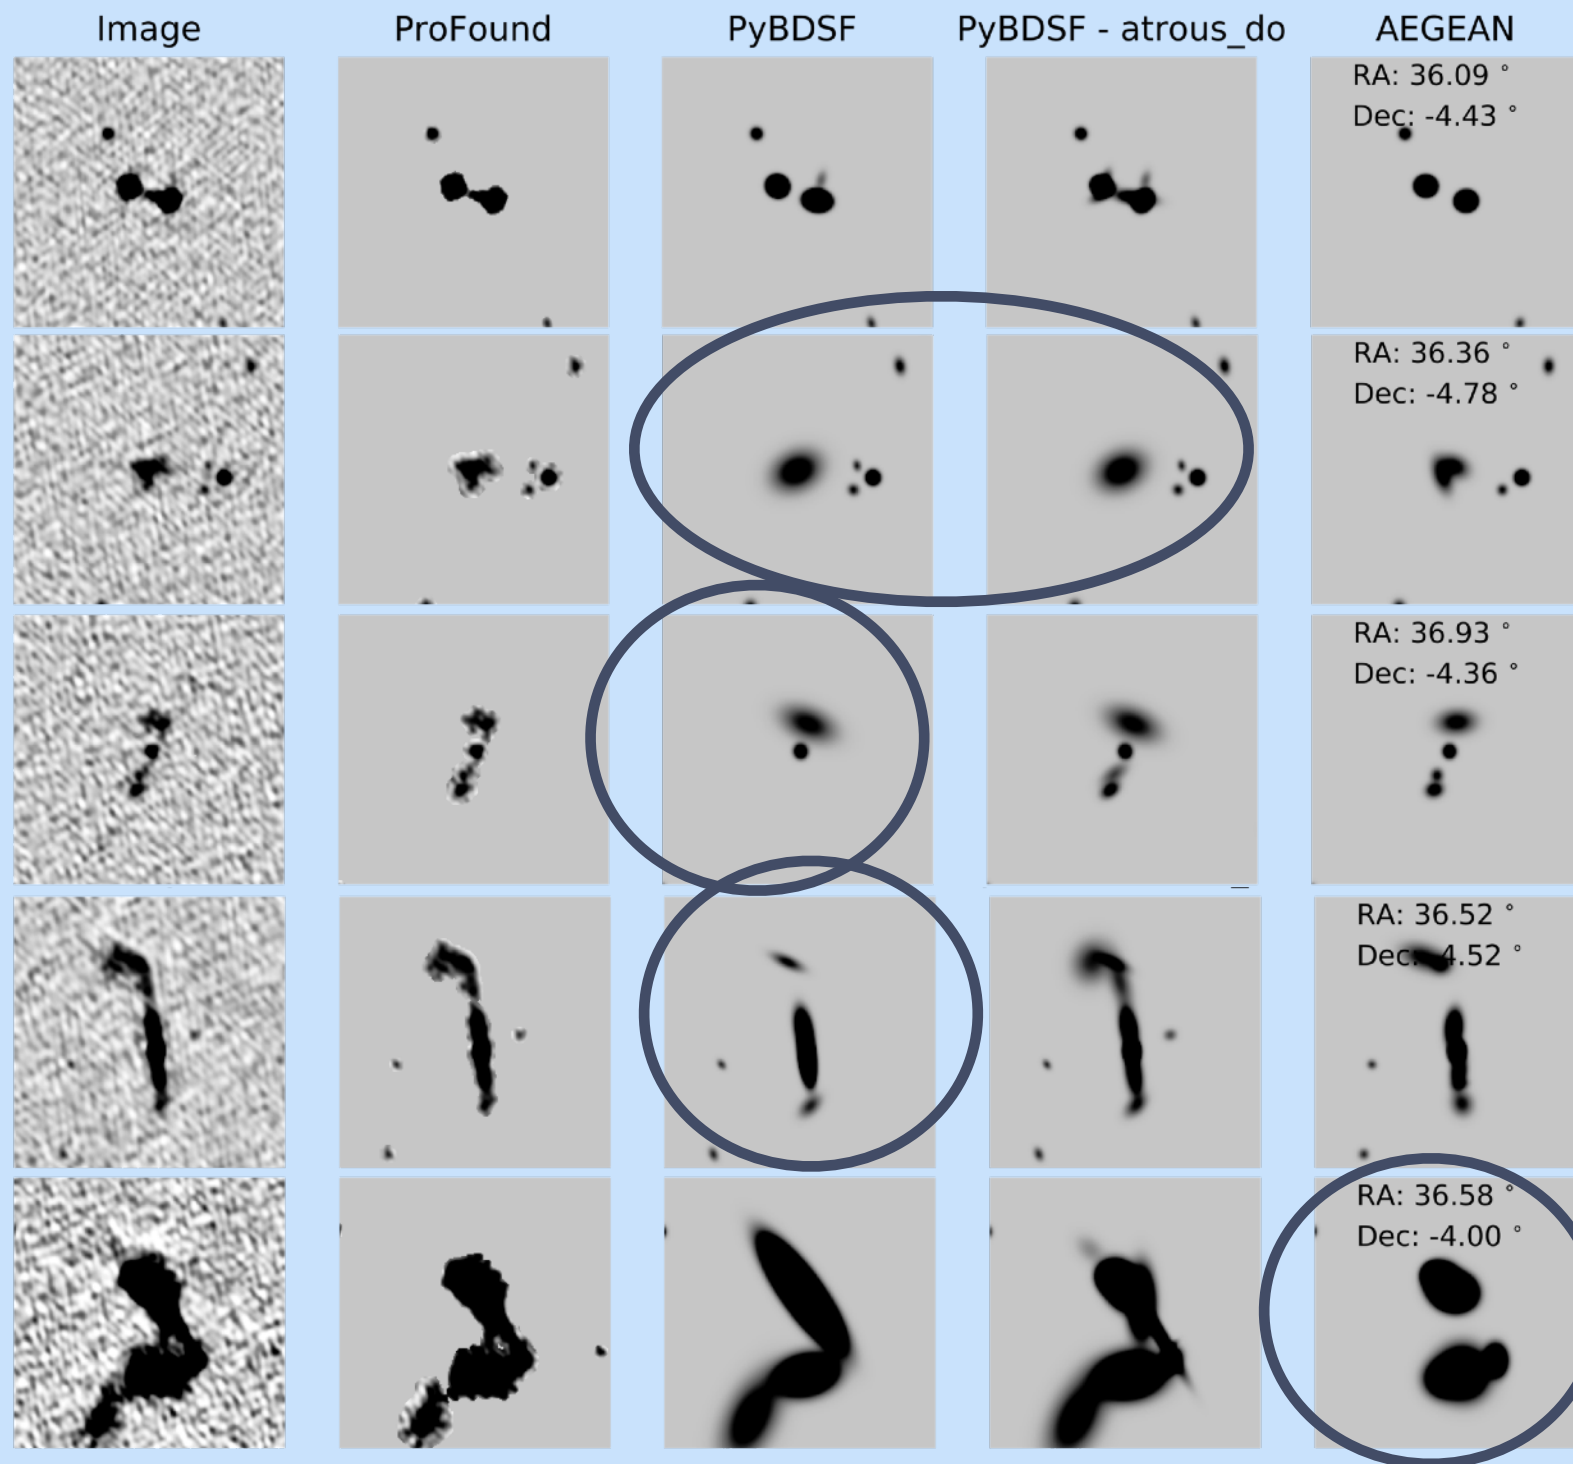 Image ProFound PyBDSF PyBDSF - atrous_do AEGEAN
RA: 36.09 °
Dec: -4.43 °
RA: 36.36 °
Dec: -4.78 °
RA: 36.93 °
Dec: -4.36 °
RA: 36.52 °
Dec: -4.52 °
RA: 36.58 °
Dec: -4.00 °